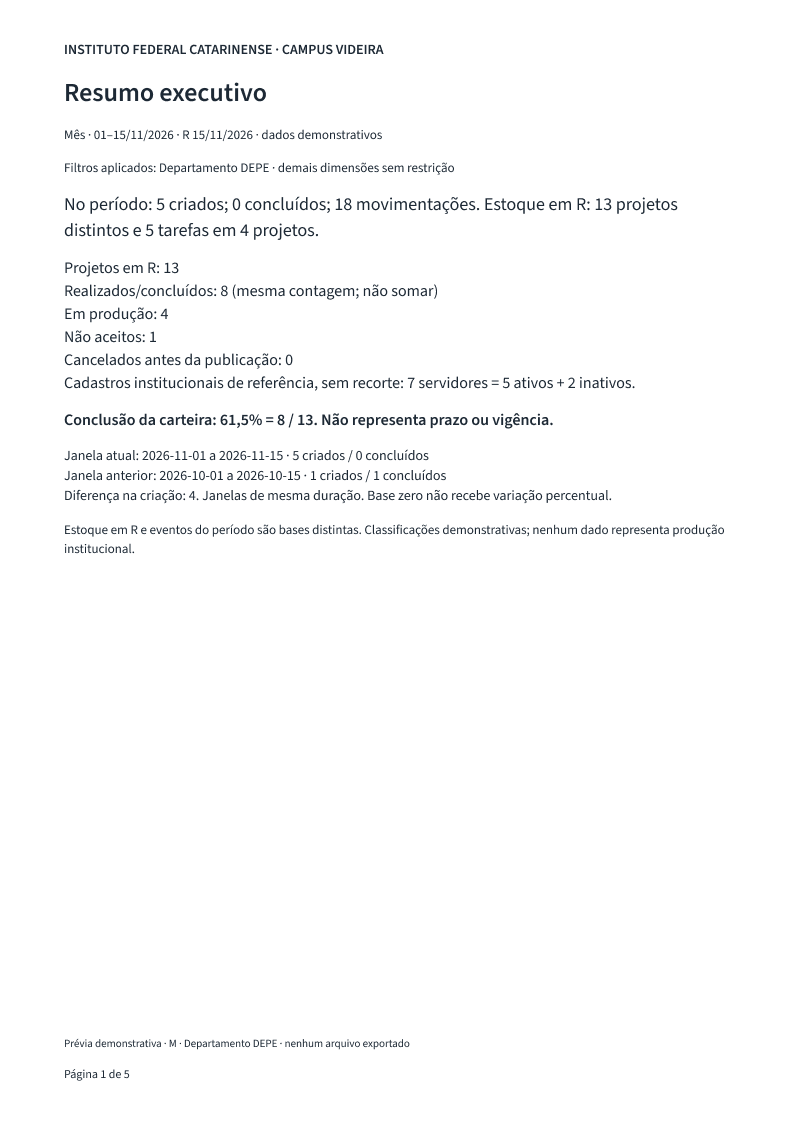 INSTITUTO FEDERAL CATARINENSE · CAMPUS VIDEIRA
Resumo executivo
Mês · 01–15/11/2026 · R 15/11/2026 · dados demonstrativos
Filtros aplicados: Departamento DEPE · demais dimensões sem restrição
No período: 5 criados; 0 concluídos; 18 movimentações. Estoque em R: 13 projetos
distintos e 5 tarefas em 4 projetos.
Projetos em R: 13
Realizados/concluídos: 8 (mesma contagem; não somar)
Em produção: 4
Não aceitos: 1
Cancelados antes da publicação: 0
Cadastros institucionais de referência, sem recorte: 7 servidores = 5 ativos + 2 inativos.
Conclusão da carteira: 61,5% = 8 / 13. Não representa prazo ou vigência.
Janela atual: 2026-11-01 a 2026-11-15 · 5 criados / 0 concluídos
Janela anterior: 2026-10-01 a 2026-10-15 · 1 criados / 1 concluídos
Diferença na criação: 4. Janelas de mesma duração. Base zero não recebe variação percentual.
Estoque em R e eventos do período são bases distintas. Classificações demonstrativas; nenhum dado representa produção
institucional.
Prévia demonstrativa · M · Departamento DEPE · nenhum arquivo exportado
Página 1 de 5